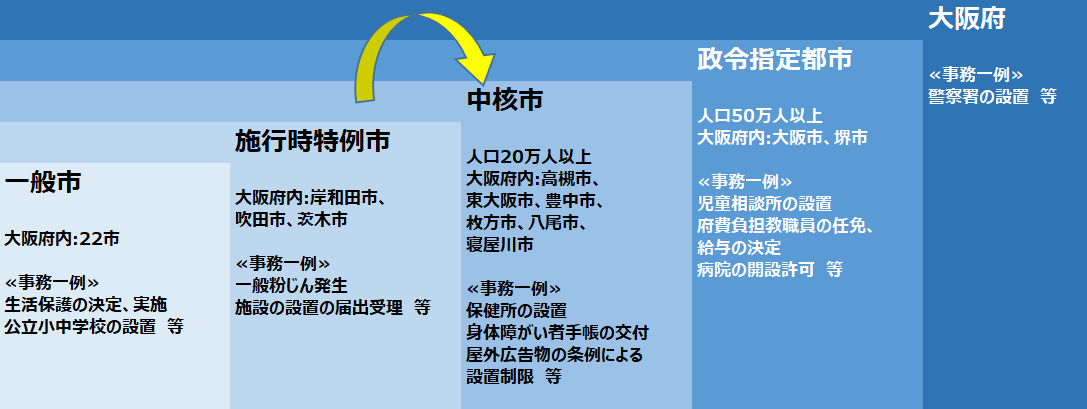 一般市
大阪府内:22市
≪事務一例≫
生活保護の決定、実施
公立小中学校の設置　等
施行時特例市
大阪府内:岸和田市、
吹田市、茨木市
≪事務一例≫
一般粉じん発生
施設の設置の届出受理　等
中核市
人口20万人以上
大阪府内:高槻市、
東大阪市、豊中市、
枚方市、八尾市、
寝屋川市
≪事務一例≫
保健所の設置
身体障がい者手帳の交付
屋外広告物の条例による
設置制限　等
政令指定都市
人口50万人以上
大阪府内:大阪市、堺市
≪事務一例≫
児童相談所の設置
府費負担教職員の任免、
給与の決定
病院の開設許可　等
大阪府
≪事務一例≫
警察署の設置　等